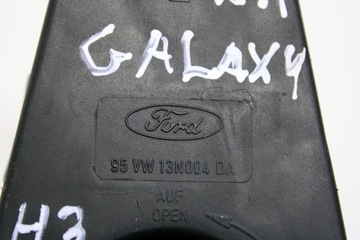 GALAXY
Ford
95 VW 13N004 DA
AUF
OPEN
H3